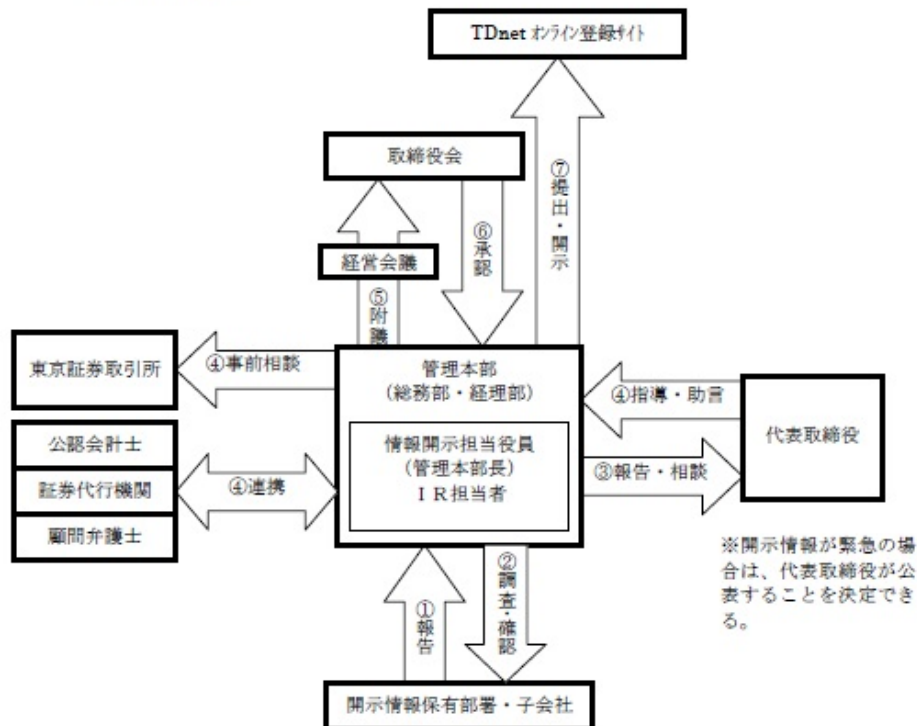 TDnet オンライン登録サイト
取締役会
⑦提出・開示
⑥承認
経営会議
⑤附議
東京証券取引所
④事前相談
管理本部
(総務部・経理部)
④指導・助言
代表取締役
公認会計士
証券代行機関
顧問弁護士
④連携
情報開示担当役員
(管理本部長)
ＩＲ担当者
③報告・相談
※開示情報が緊急の場
合は、代表取締役が公
表することを決定でき
る。
①報告
②調査・確認
開示情報保有部署・子会社